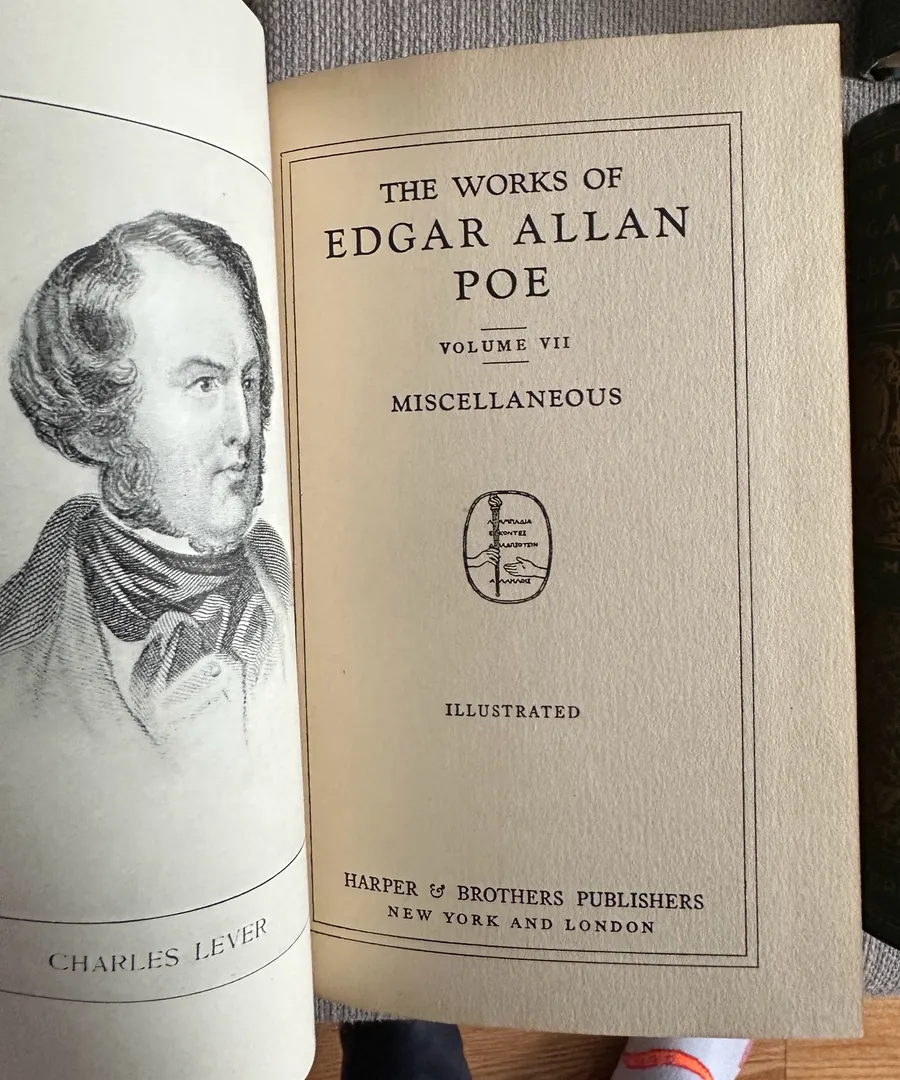 CHARLES LEVER
THE WORKS OF
EDGAR ALLAN
POE
VOLUME VII
MISCELLANEOUS
ILLUSTRATED
HARPER & BROTHERS PUBLISHERS
NEW YORK AND LONDON